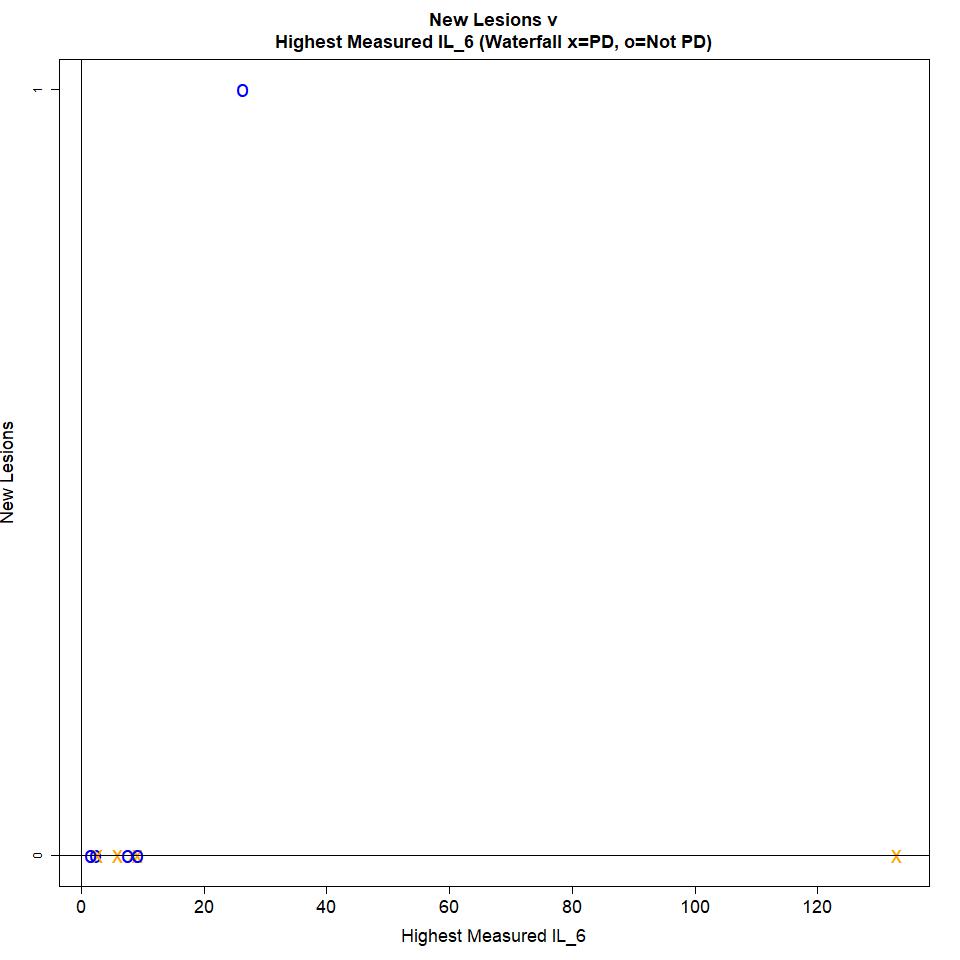 New Lesions v
Highest Measured IL_6 (Waterfall x=PD, o=Not PD)
New Lesions
1
0
0 20 40 60 80 100 120
Highest Measured IL_6